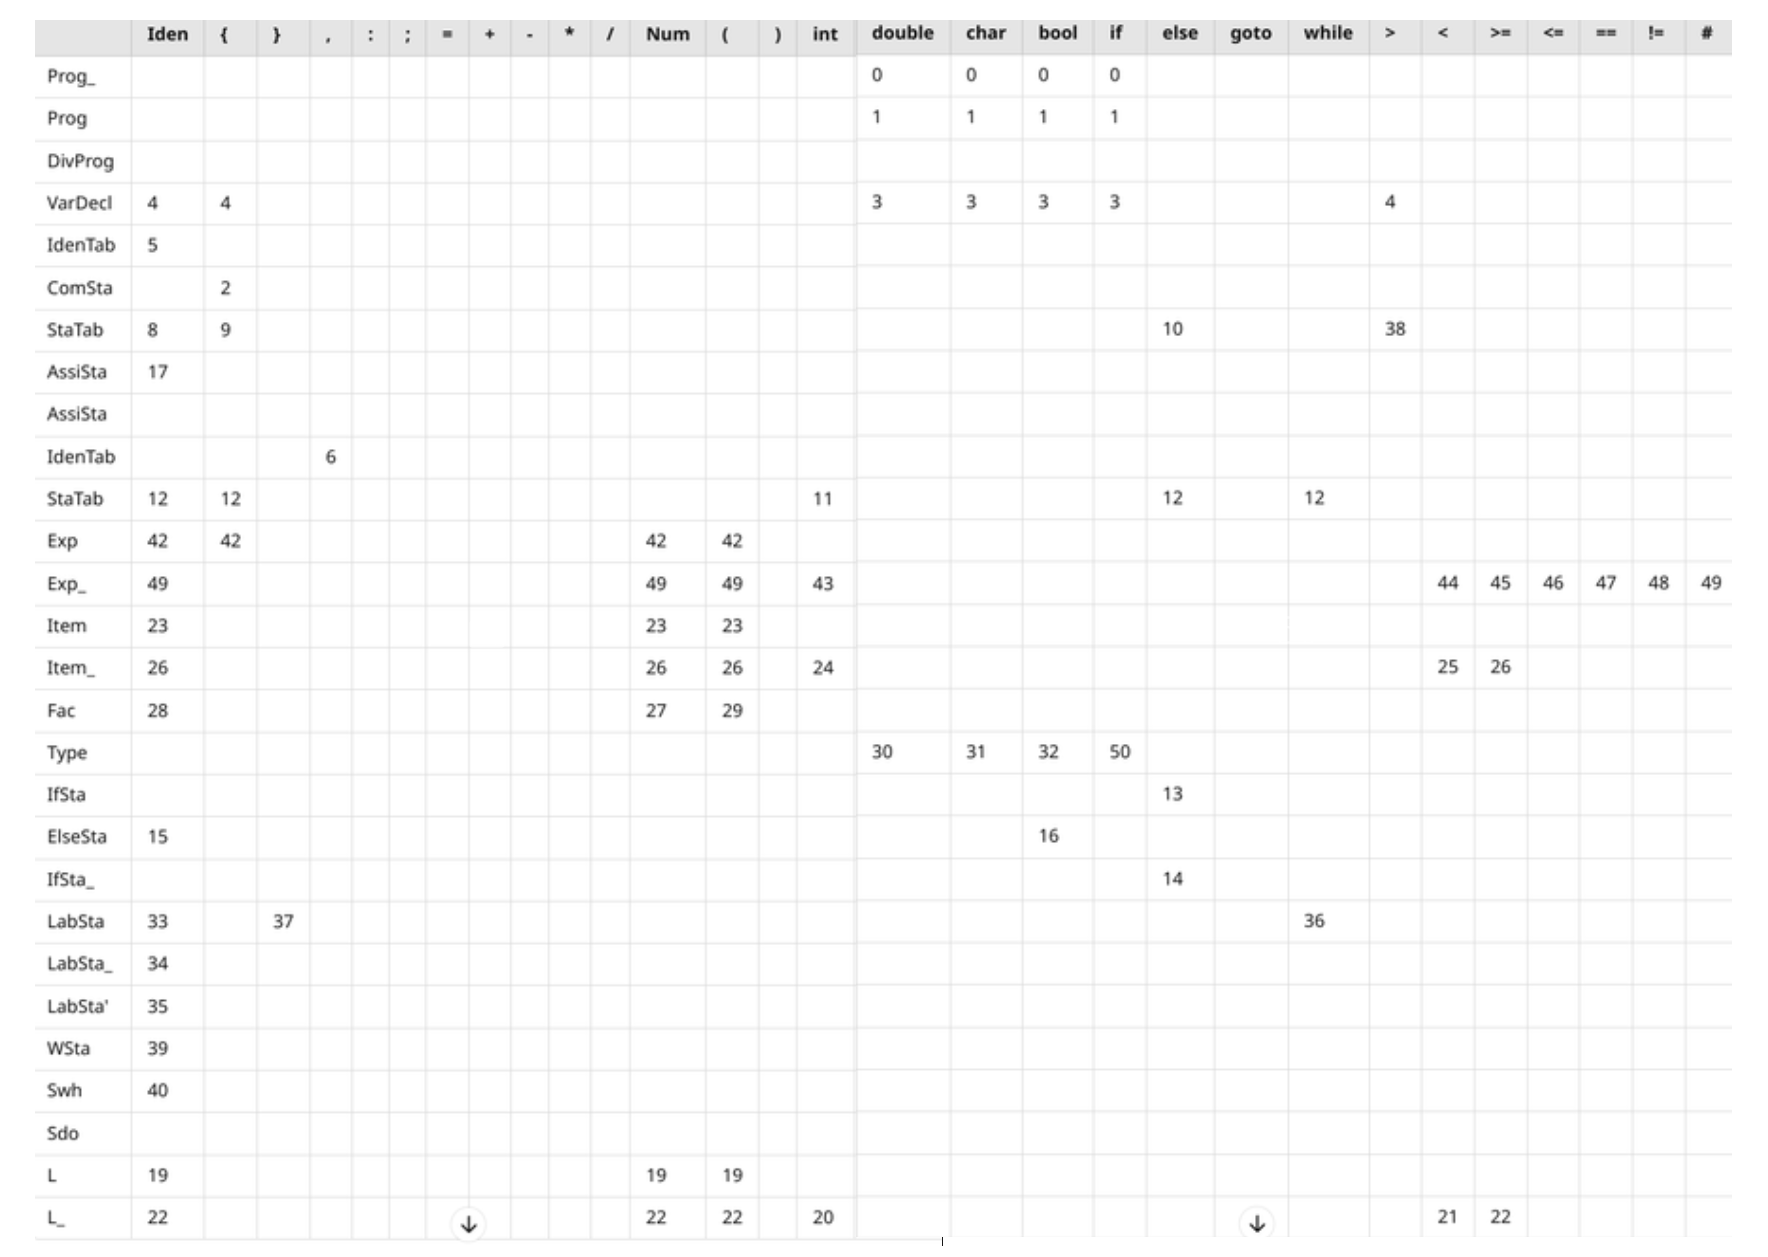 Iden { } , : ; = + - * / Num ( ) int double char bool if else goto while > < >= <= == != #
Prog_ 0 0 0 0
Prog 1 1 1 1
DivProg
VarDecl 4 4 3 3 3 3 4
IdenTab 5
ComSta 2
StaTab 8 9 10 38
AssiSta 17
AssiSta
IdenTab 6
StaTab 12 12 11 12 12
Exp 42 42 42 42
Exp_ 49 49 49 43 44 45 46 47 48 49
Item 23 23 23
Item_ 26 26 26 24 25 26
Fac 28 27 29
Type 30 31 32 50
IfSta 13
ElseSta 15 16
IfSta_ 14
LabSta 33 37 36
LabSta_ 34
LabSta' 35
WSta 39
Swh 40
Sdo
L 19 19 19
L_ 22 22 22 20 21 22